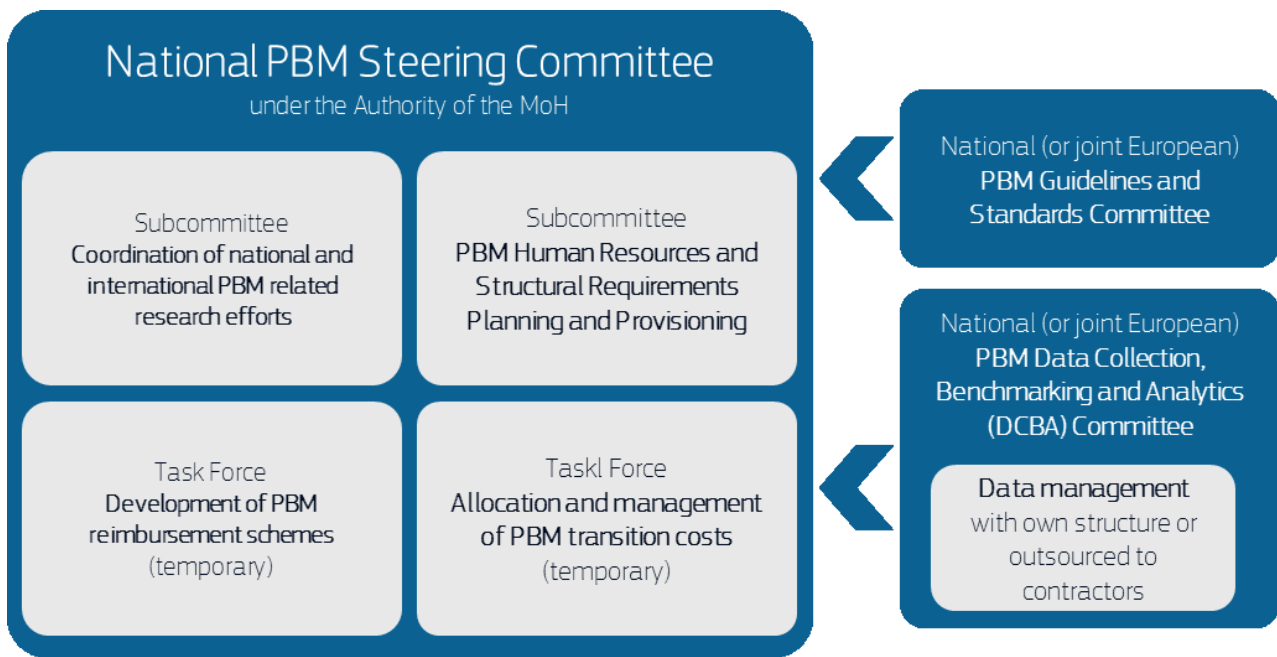 National PBM Steering Committee
under the Authority of the MoH
Subcommittee
Coordination of national and
international PBM related
research efforts
Subcommittee
PBM Human Resources and
Structural Requirements
Planning and Provisioning
Task Force
Development of PBM
reimbursement schemes
(temporary)
Taskl Force
Allocation and management
of PBM transition costs
(temporary)
National (or joint European)
PBM Guidelines and
Standards Committee
National (or joint European)
PBM Data Collection,
Benchmarking and Analytics
(DCBA) Committee
Data management
with own structure or
outsourced to
contractors